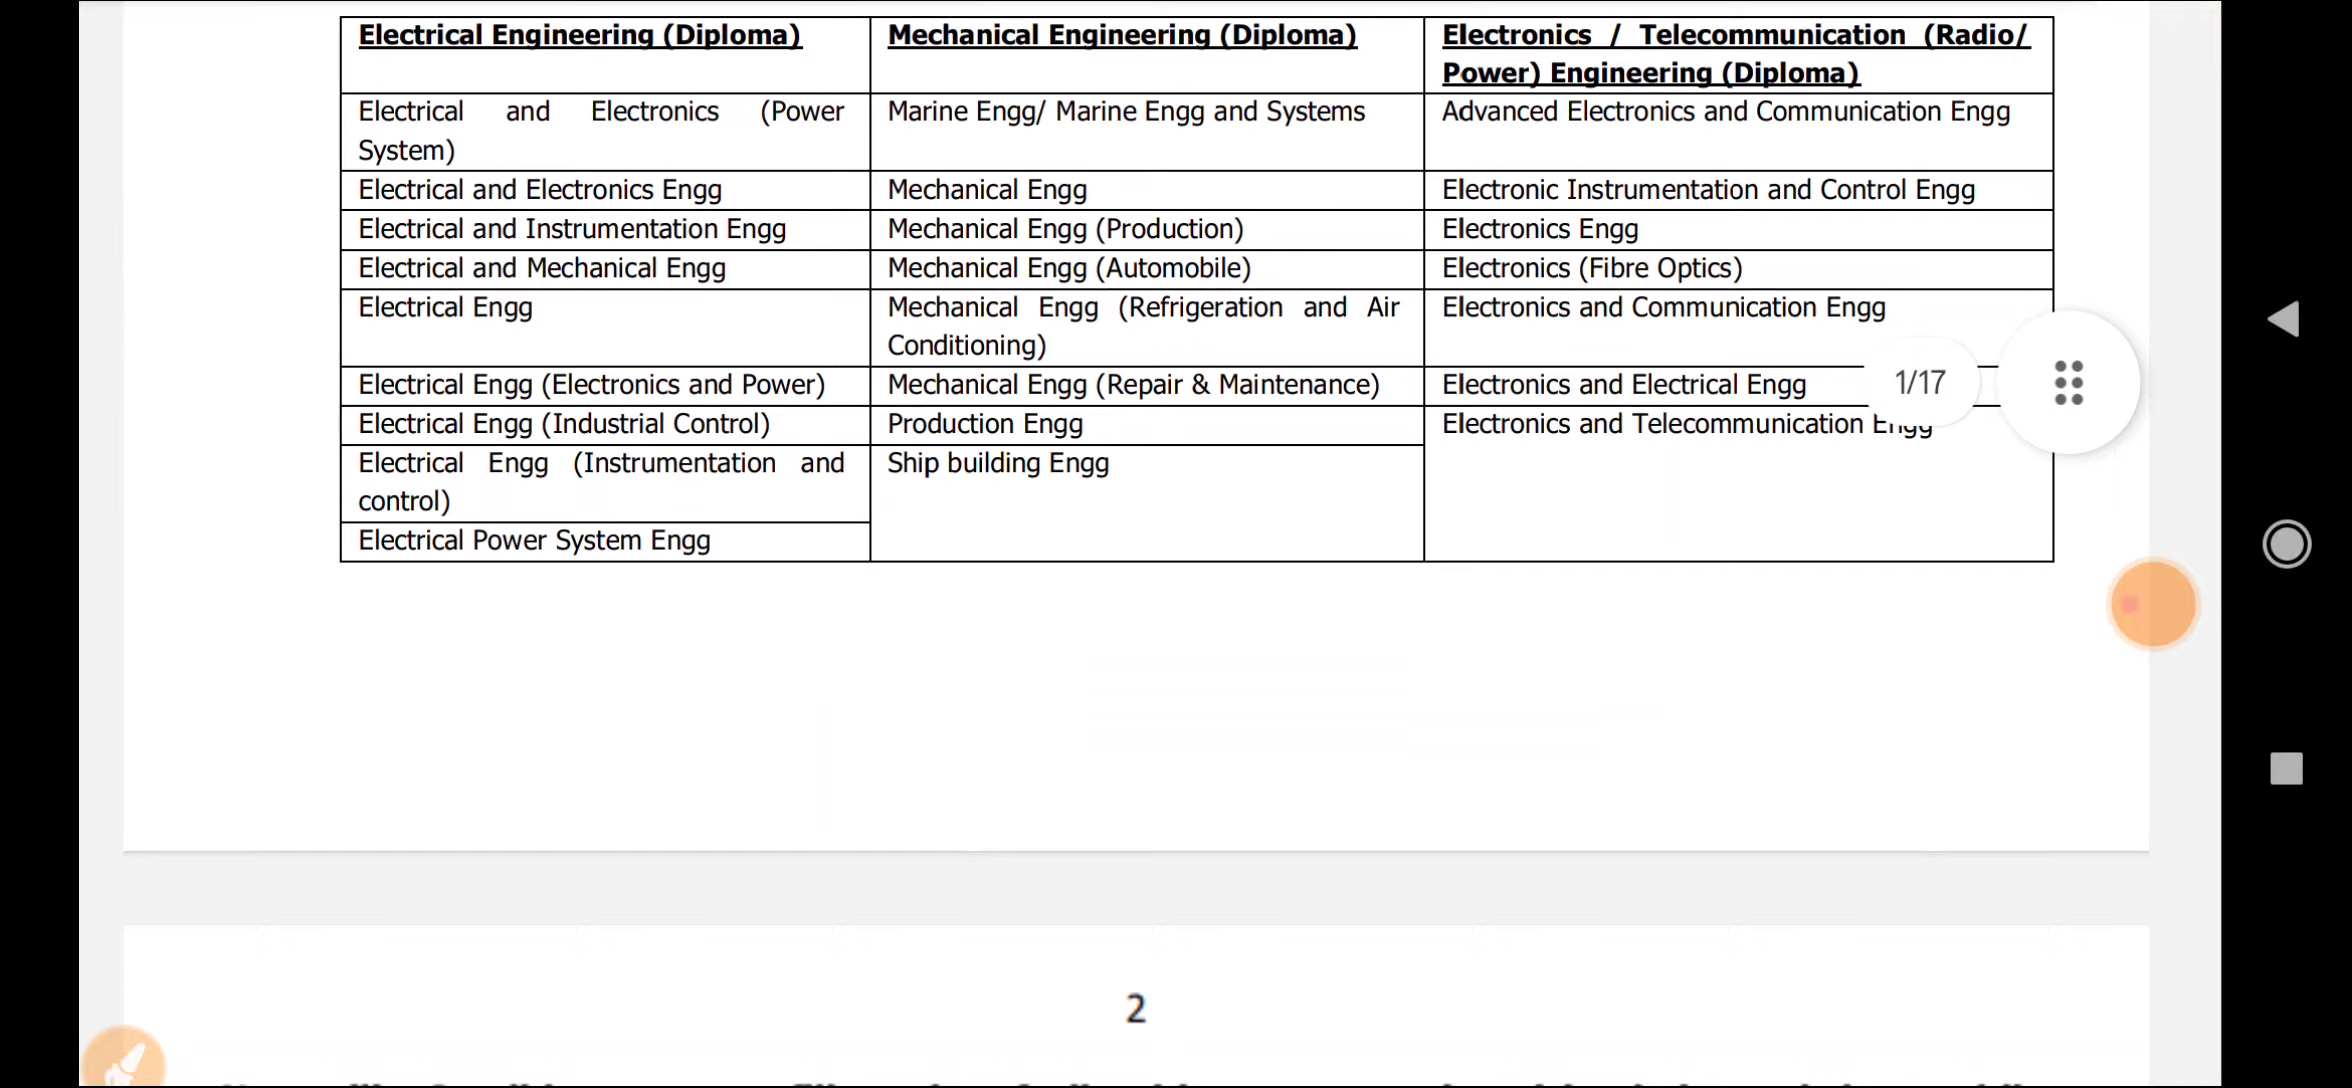 Electrical Engineering (Diploma)
Mechanical Engineering (Diploma)
Electronics / Telecommunication (Radio/
Power) Engineering (Diploma)
Electrical and Electronics (Power
System)
Marine Engg/ Marine Engg and Systems
Advanced Electronics and Communication Engg
Electrical and Electronics Engg
Mechanical Engg
Electronic Instrumentation and Control Engg
Electrical and Instrumentation Engg
Mechanical Engg (Production)
Electronics Engg
Electrical and Mechanical Engg
Mechanical Engg (Automobile)
Electronics (Fibre Optics)
Electrical Engg
Mechanical Engg (Refrigeration and Air
Conditioning)
Electronics and Communication Engg
Electrical Engg (Electronics and Power)
Mechanical Engg (Repair & Maintenance)
Electronics and Electrical Engg
1/17
Electrical Engg (Industrial Control)
Production Engg
Electronics and Telecommunication Engg
Electrical Engg (Instrumentation and
control)
Ship building Engg
Electrical Power System Engg
2